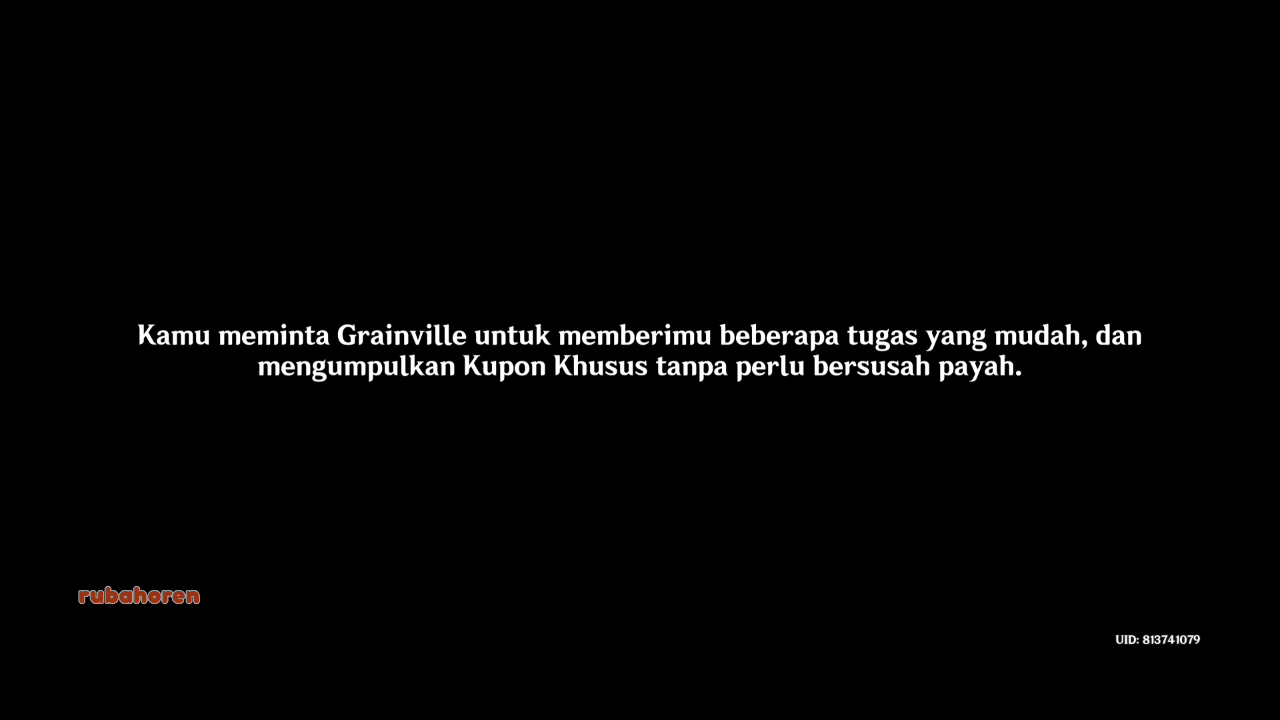 Kamu meminta Grainville untuk memberimu beberapa tugas yang mudah, dan
mengumpulkan Kupon Khusus tanpa perlu bersusah payah.
rubahoren
UID: 813741079